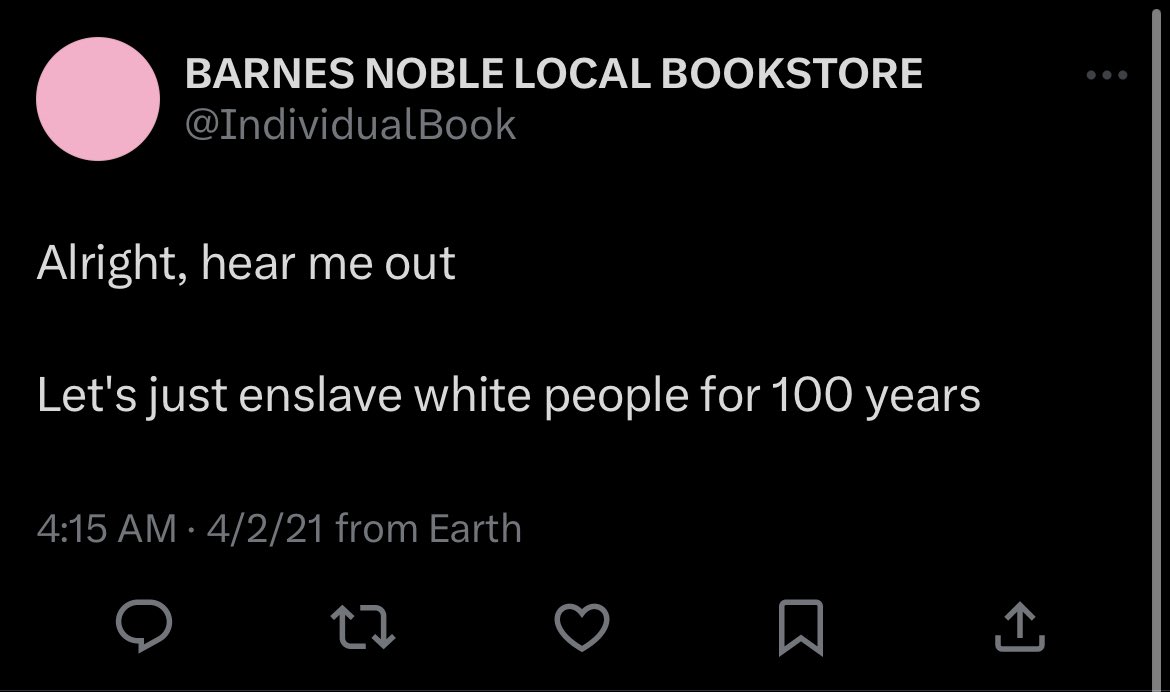 BARNES NOBLE LOCAL BOOKSTORE
@IndividualBook
Alright, hear me out
Let's just enslave white people for 100 years
4:15 AM · 4/2/21 from Earth